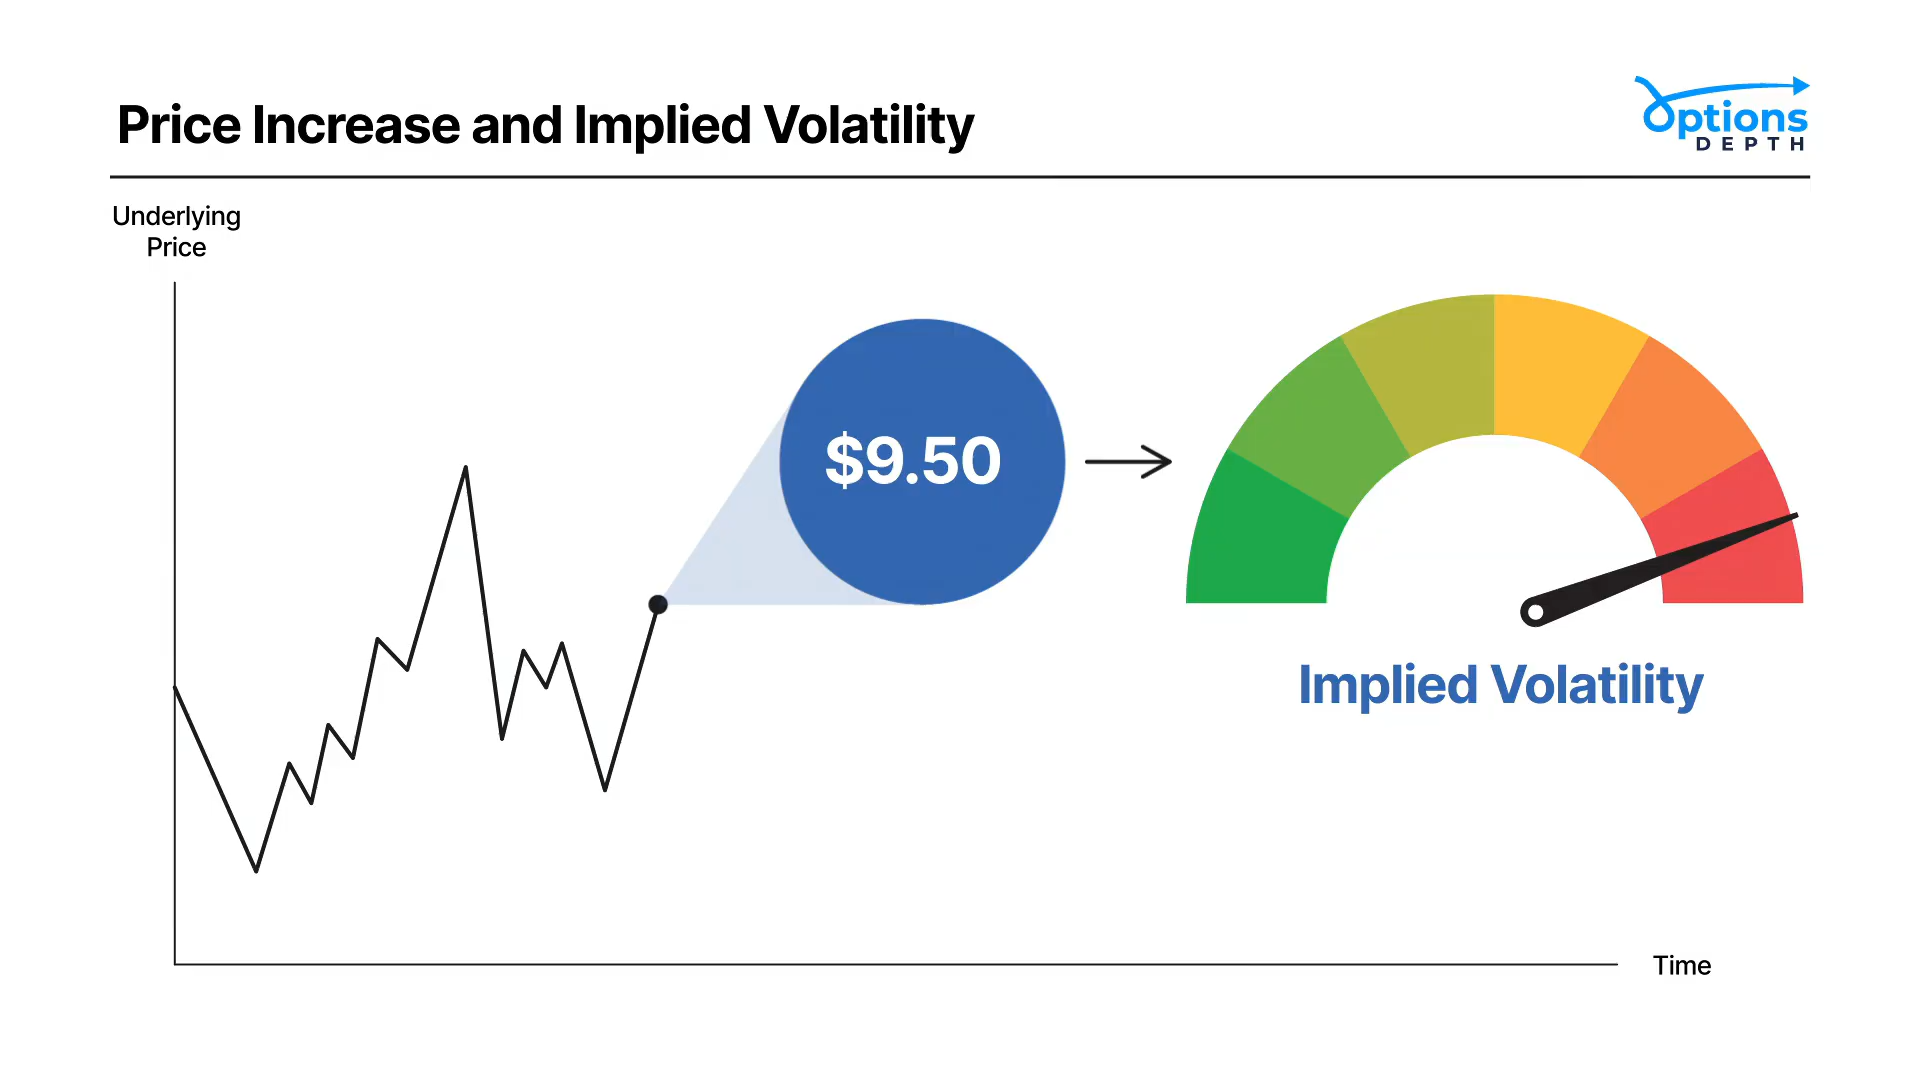 Price Increase and Implied Volatility
Options
DEPTH
Underlying
Price
$9.50
Implied Volatility
Time